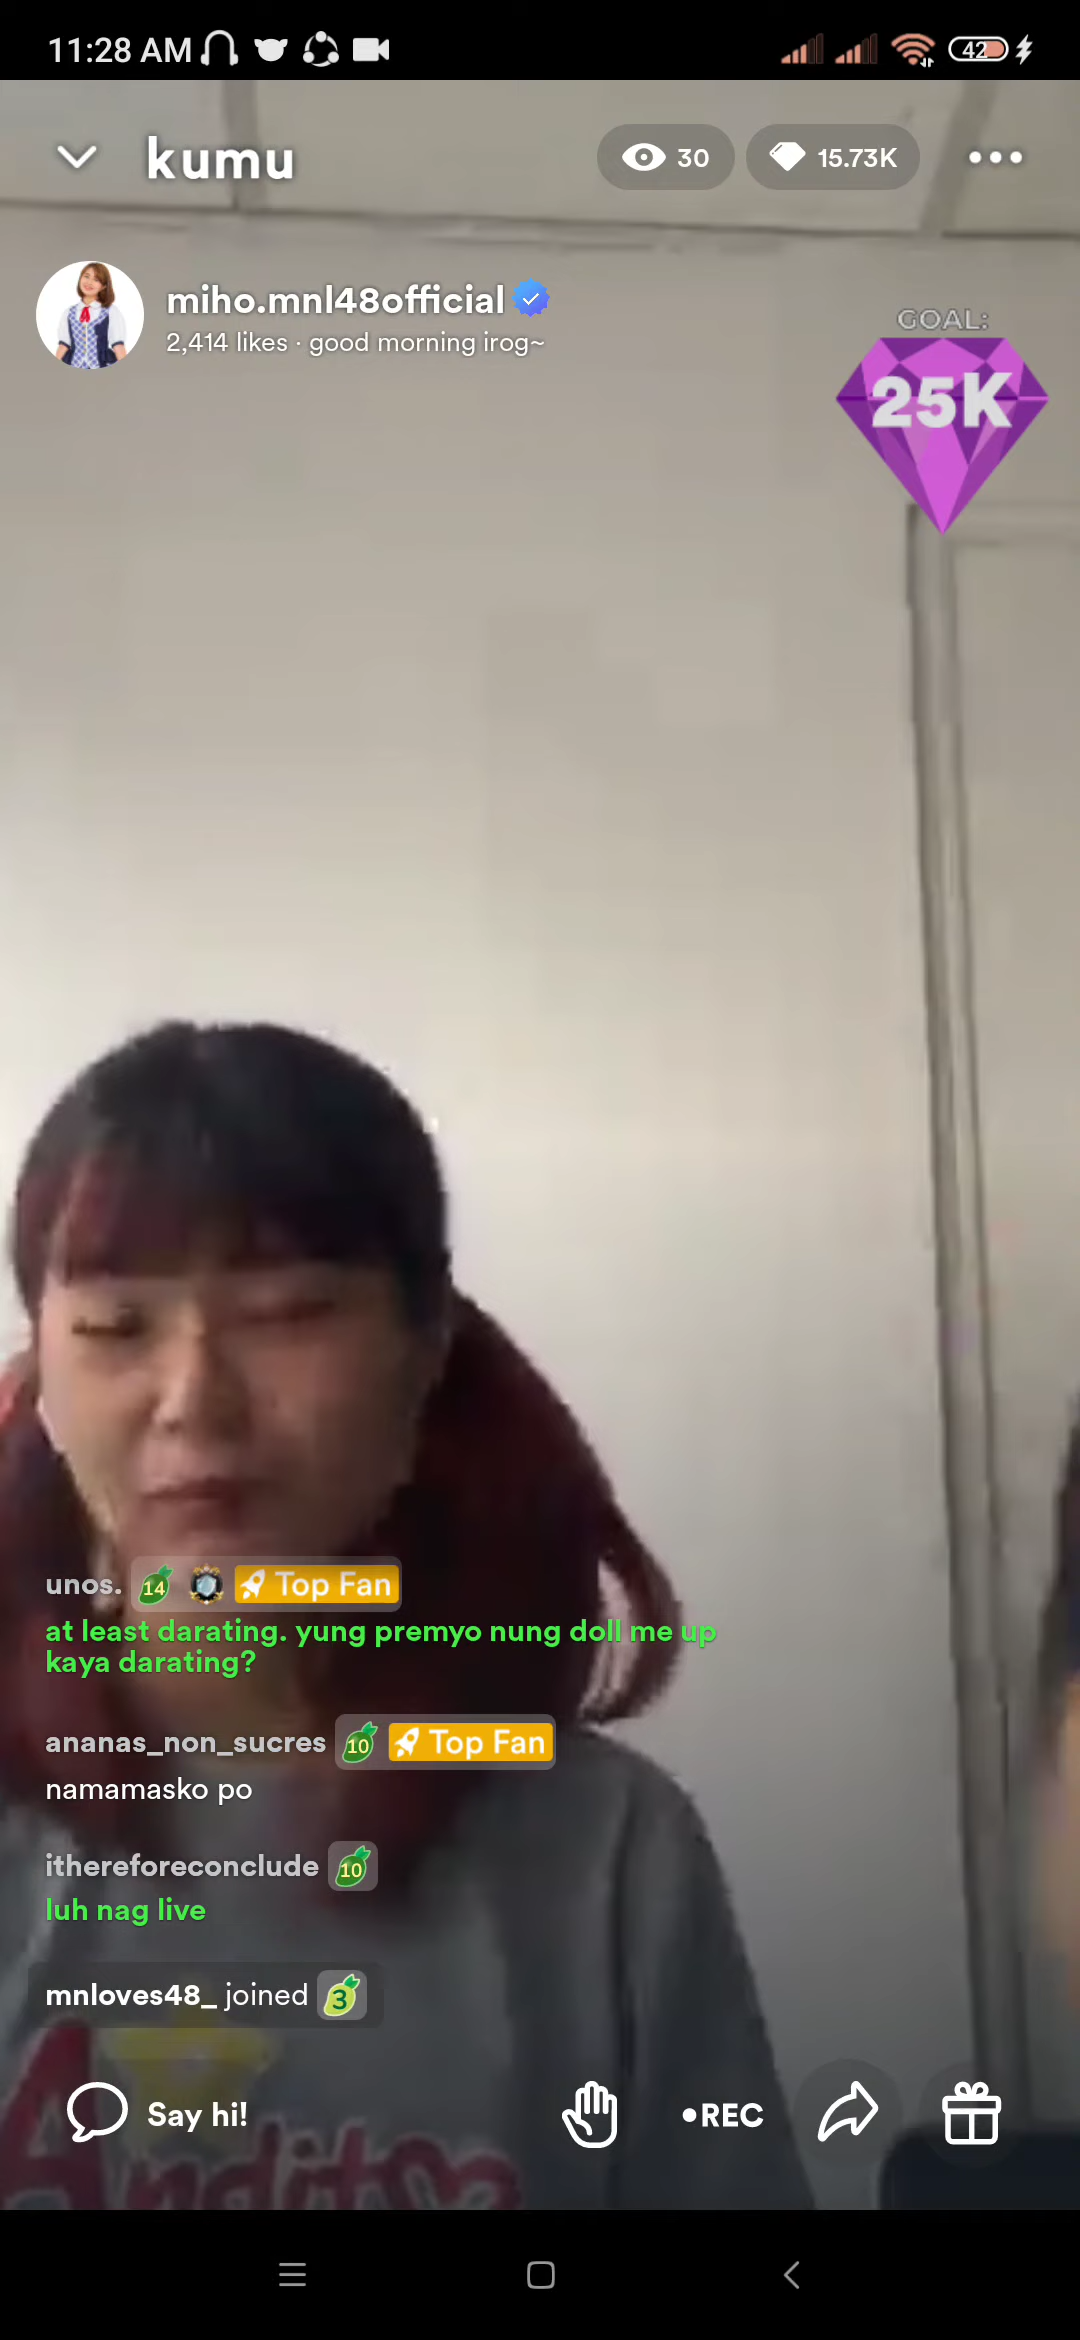 11:28 AM
42
kumu
30
15.73K
miho.mnl48official
2,414 likes · good morning irog~
GOAL:
25K
unos. 14 Top Fan
at least darating. yung premyo nung doll me up
kaya darating?
ananas_non_sucres 10 Top Fan
namamasko po
ithereforeconclude 10
luh nag live
mnloves48_ joined 3
Say hi!
•REC